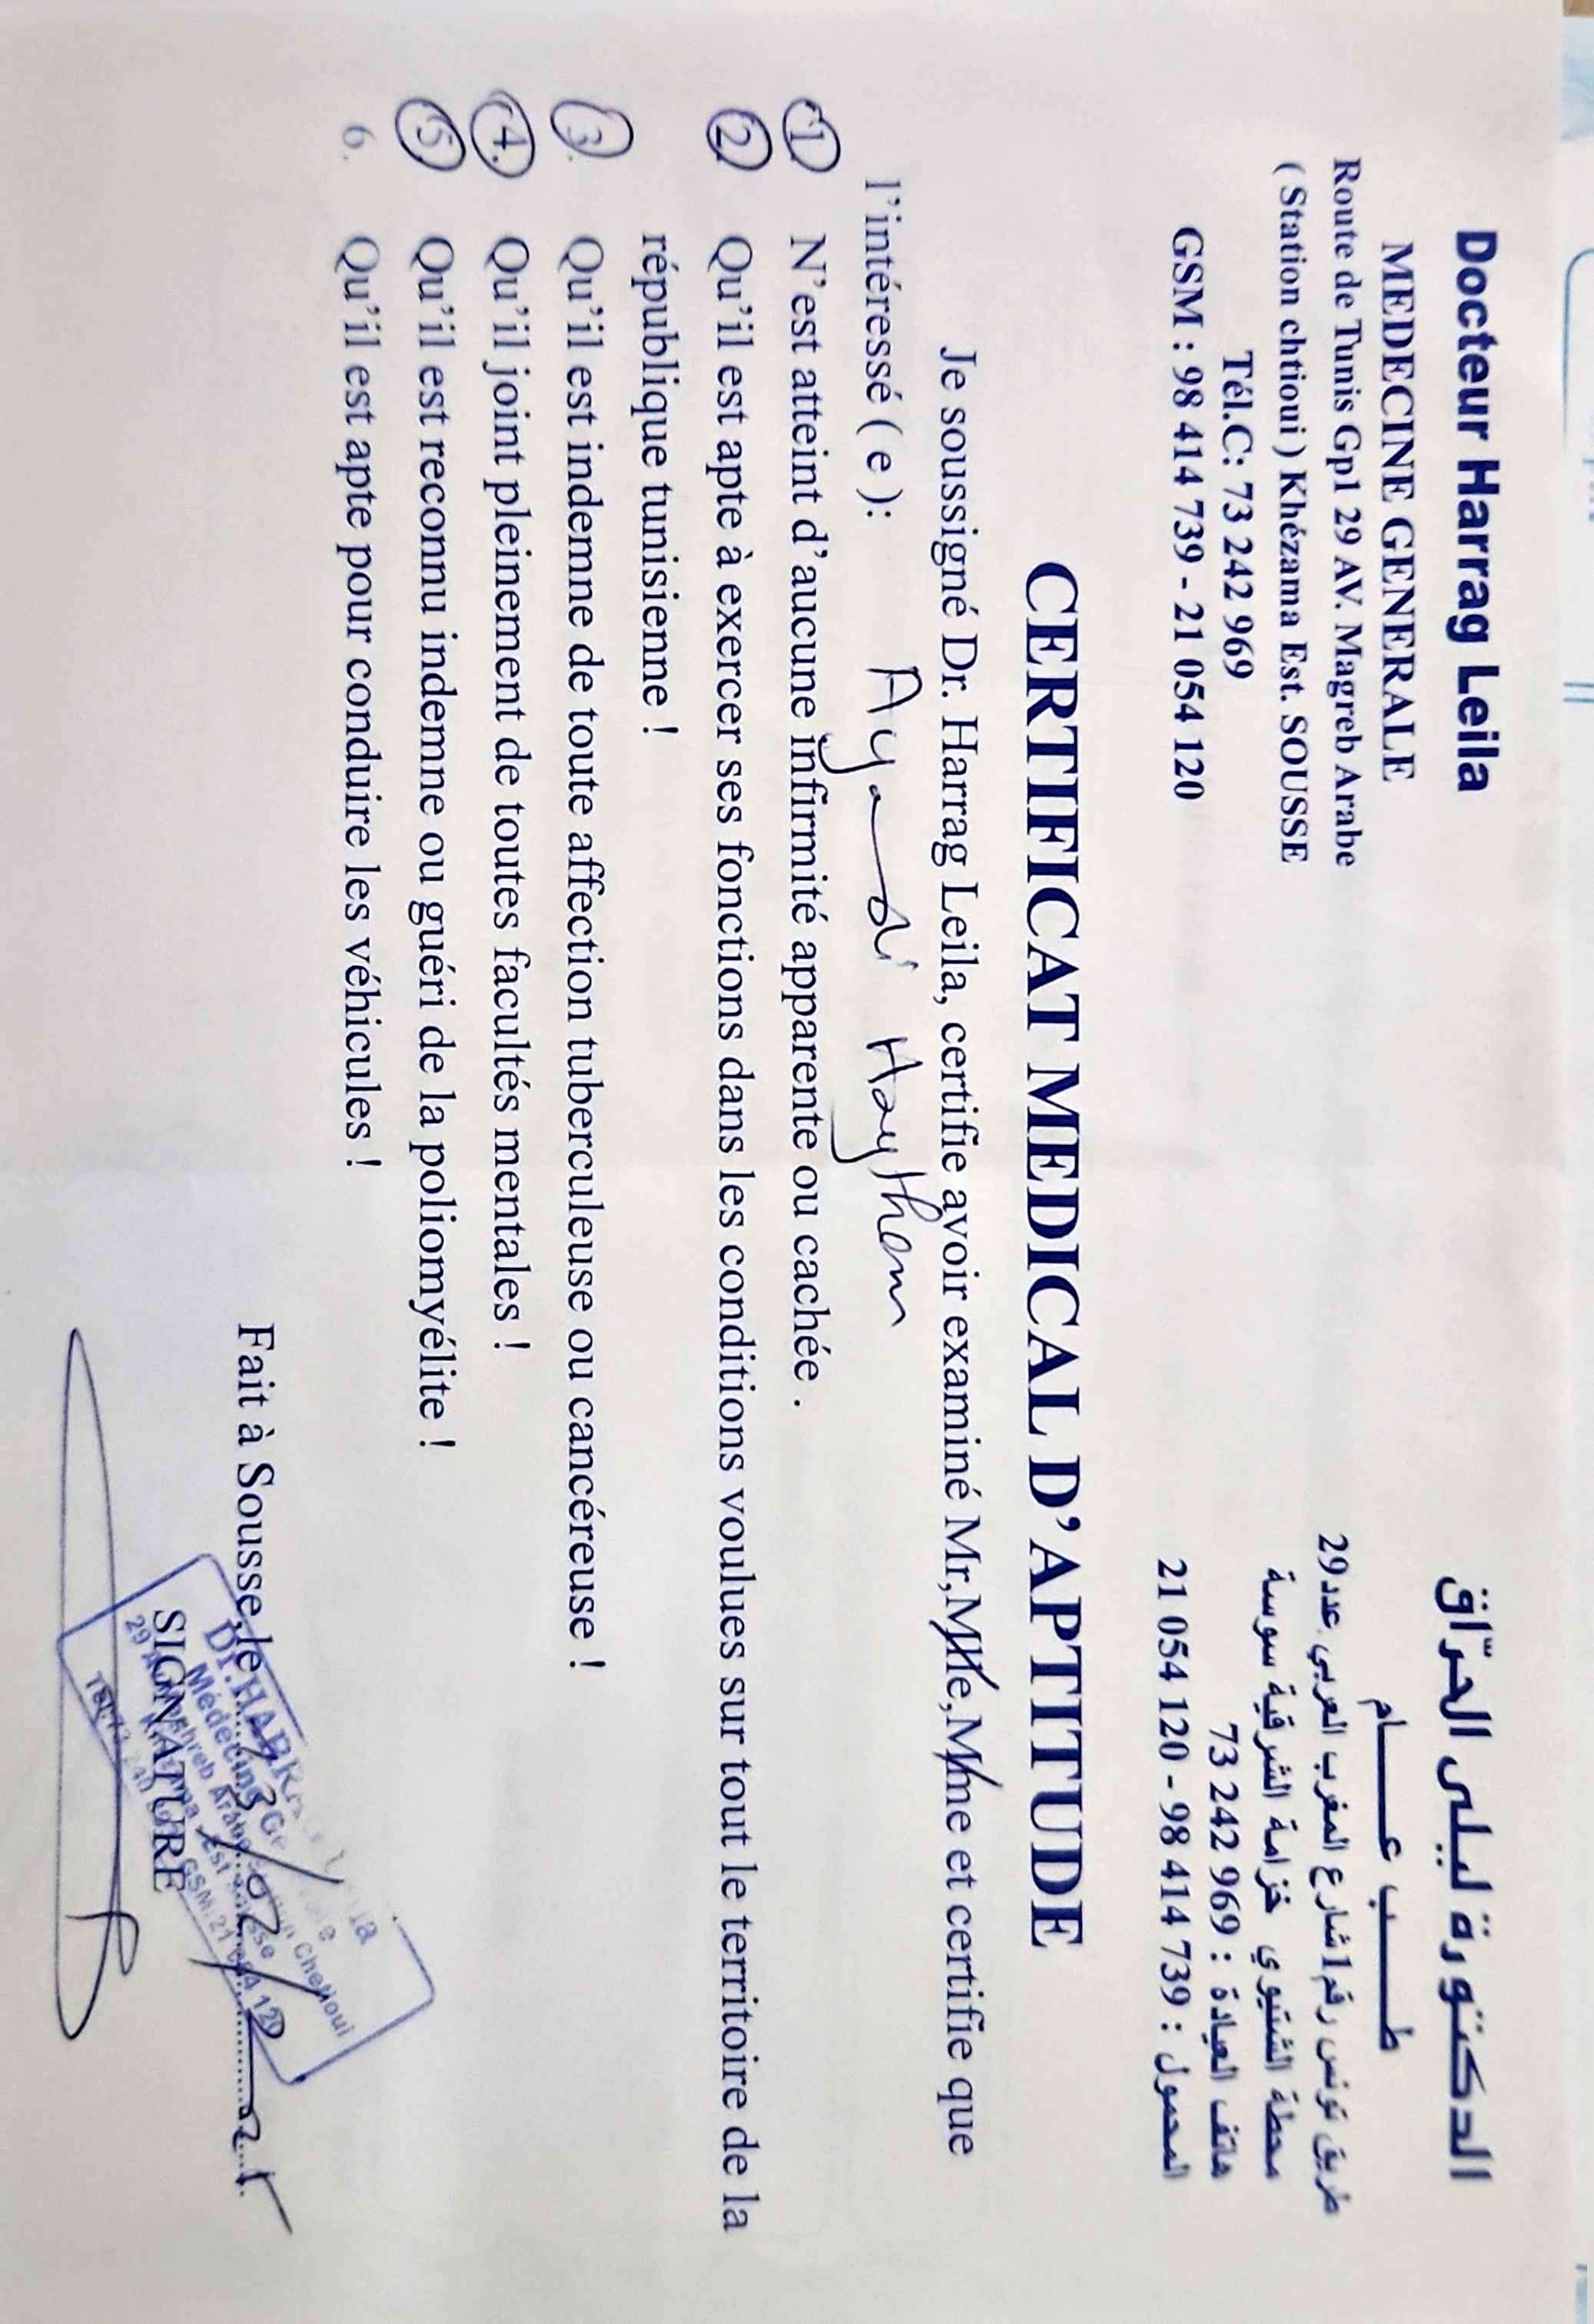 Docteur Harrag Leila
MEDECINE GENERALE
Route de Tunis Gp1 29 AV. Magreb Arabe
( Station chtioui ) Khézama Est. SOUSSE
Tél.C: 73 242 969
GSM : 98 414 739 - 21 054 120
الدكتورة ليلى الحرّاق
طـــــب عـــــام
طريق تونس رقم 1 شارع المغرب العربي عدد 29
محطة الشتيوي خزامة الشرقية سوسة
هاتف العيادة : 73 242 969
المحمول : 98 414 739 - 21 054 120
CERTIFICAT MEDICAL D'APTITUDE
Je soussigné Dr. Harrag Leila, certifie avoir examiné Mr,Mlle,Mme et certifie que
l'intéressé ( e ): Ayadi Haythem
1 N'est atteint d'aucune infirmité apparente ou cachée .
2 Qu'il est apte à exercer ses fonctions dans les conditions voulues sur tout le territoire de la
république tunisienne !
3. Qu'il est indemne de toute affection tuberculeuse ou cancéreuse !
4. Qu'il joint pleinement de toutes facultés mentales !
5 Qu'il est reconnu indemne ou guéri de la poliomyélite !
6. Qu'il est apte pour conduire les véhicules !
Fait à Sousse, le
SIGNATURE